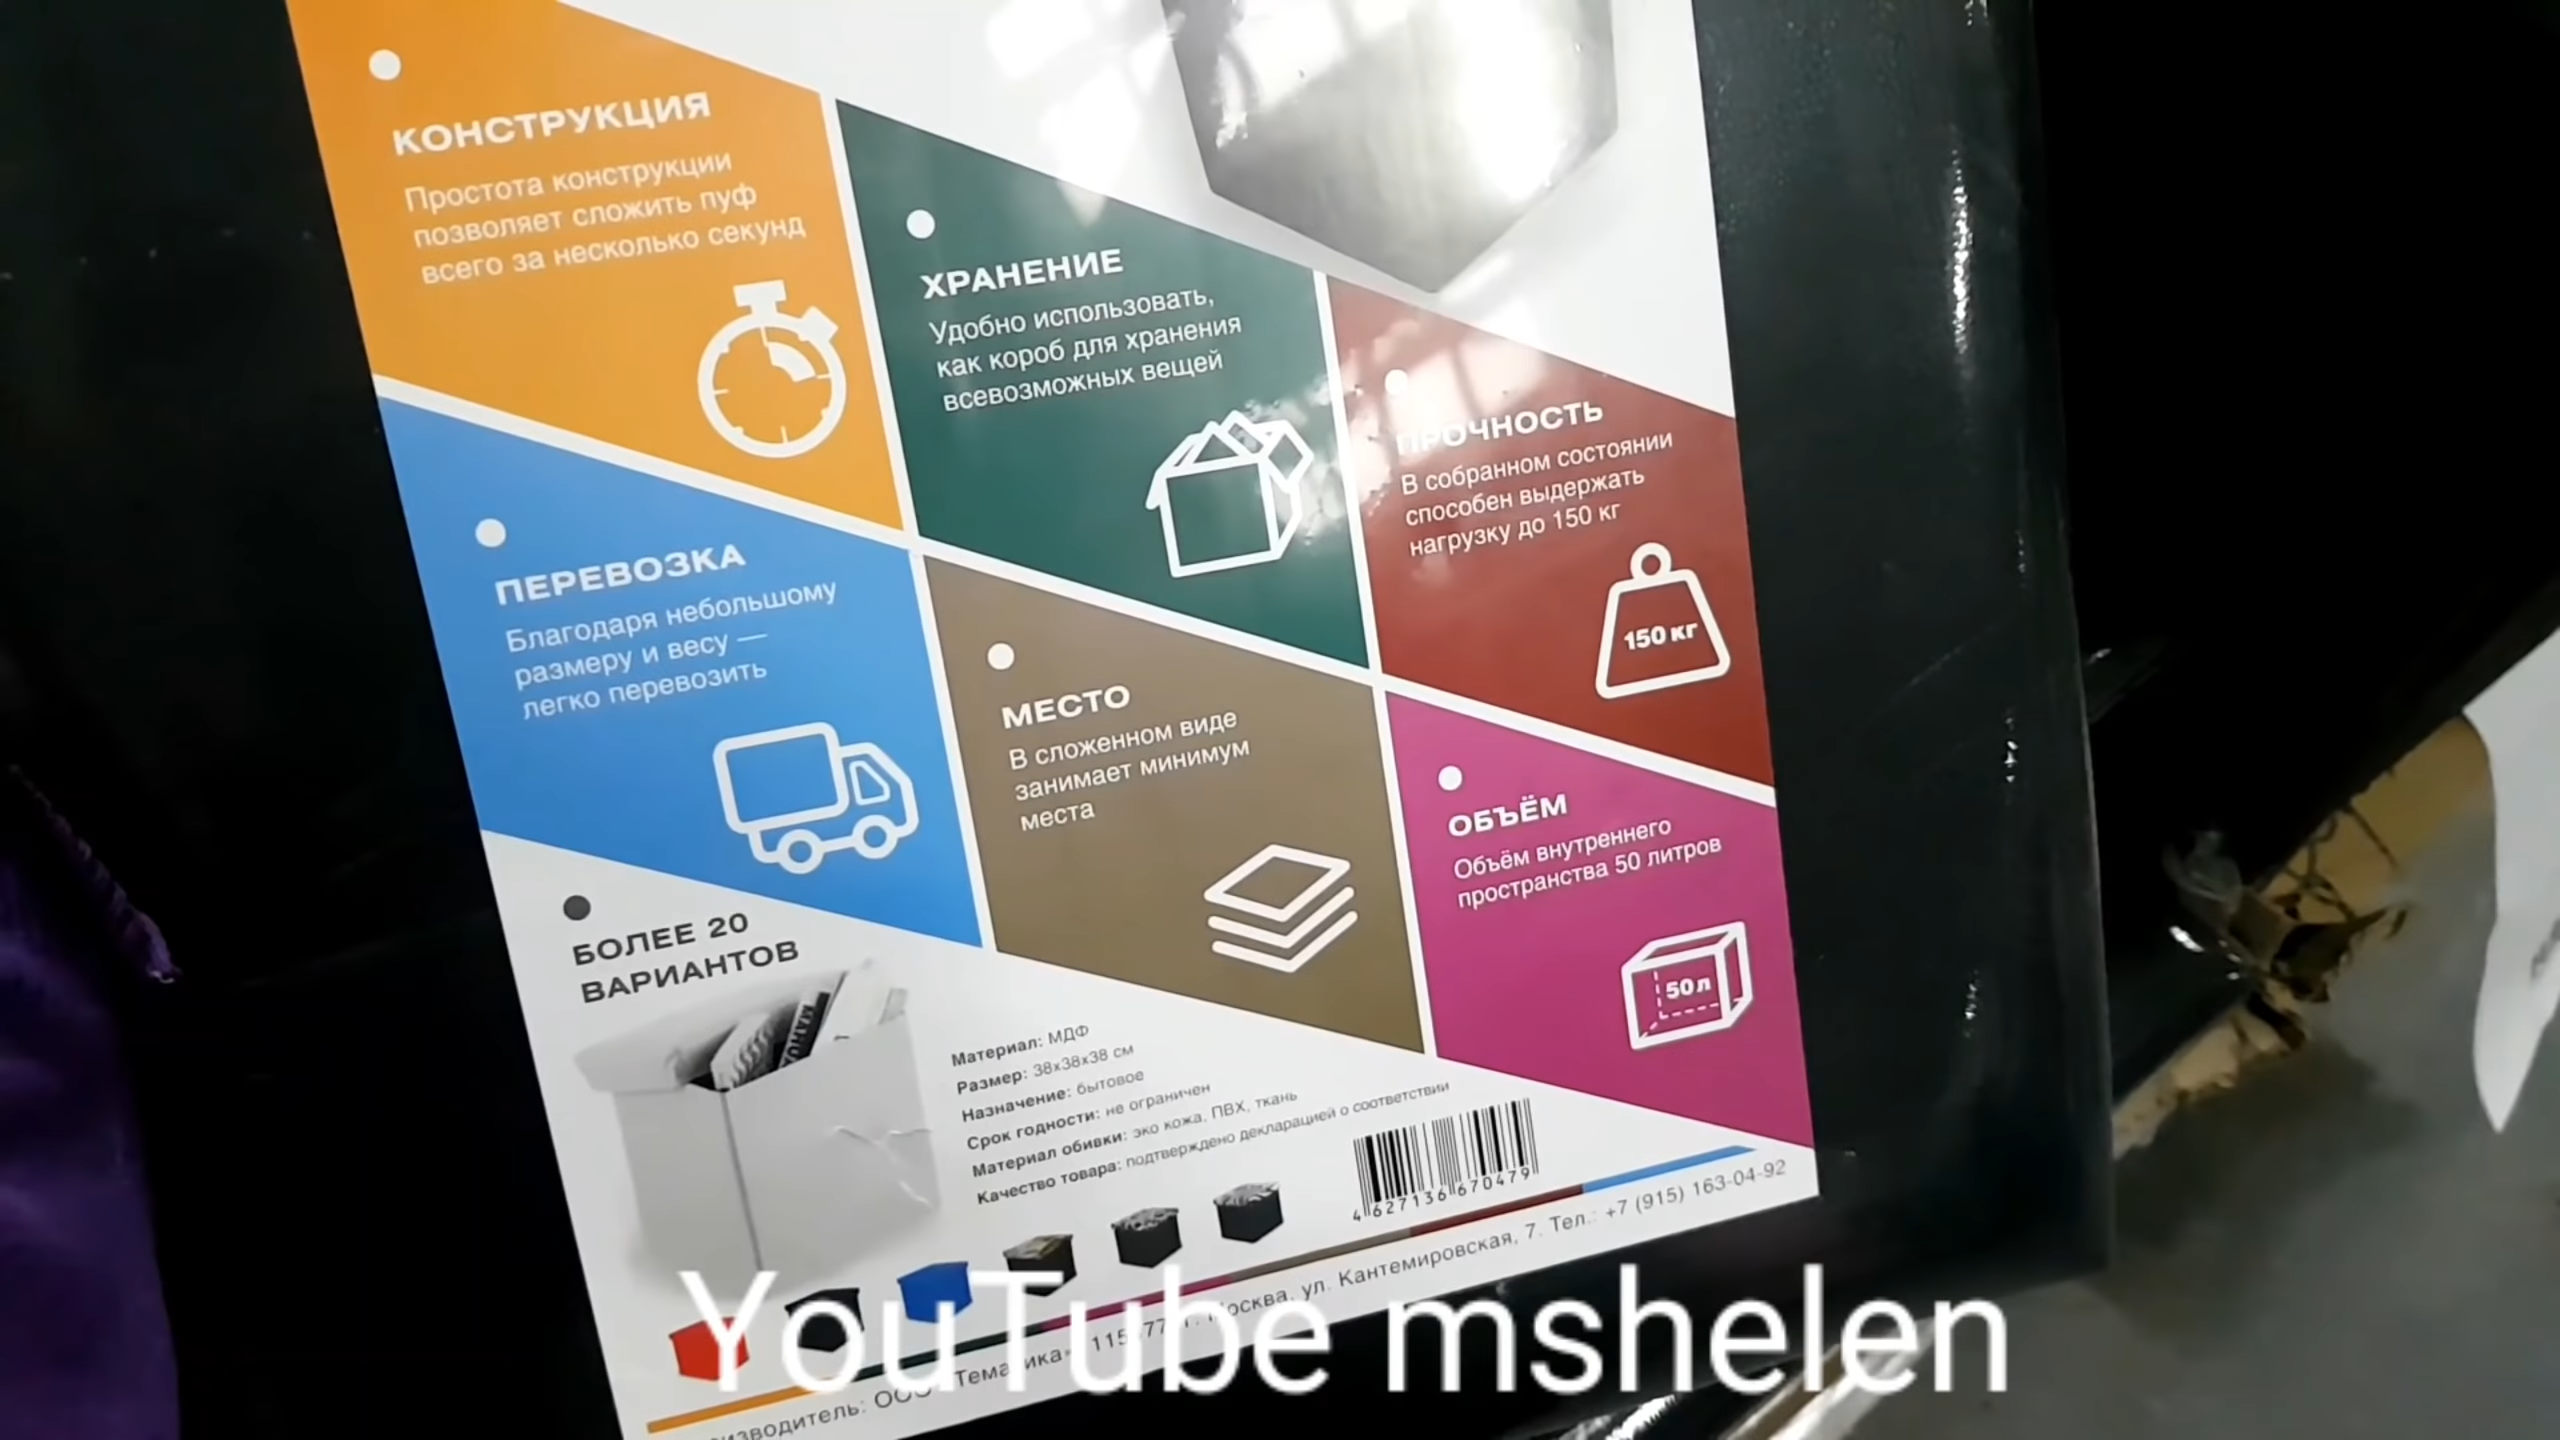 КОНСТРУКЦИЯ
Простота конструкции
позволяет сложить пуф
всего за несколько секунд
ХРАНЕНИЕ
Удобно использовать,
как короб для хранения
всевозможных вещей
ПРОЧНОСТЬ
В собранном состоянии
способен выдержать
нагрузку до 150 кг
150 кг
ПЕРЕВОЗКА
Благодаря небольшому
размеру и весу —
легко перевозить
МЕСТО
В сложенном виде
занимает минимум
места
ОБЪЁМ
Объём внутреннего
пространства 50 литров
50 л
БОЛЕЕ 20
ВАРИАНТОВ
Материал: МДФ
Размер: 38x38x38 см
Назначение: бытовое
Срок годности: не ограничен
Материал обивки: эко кожа, ПВХ, ткань
Качество товара: подтверждено декларацией о соответствии
4627136670479
ООО «Тематика» Москва, ул. Кантемировская, 7. Тел.: +7 (915) 163-04-92
YouTube mshelen